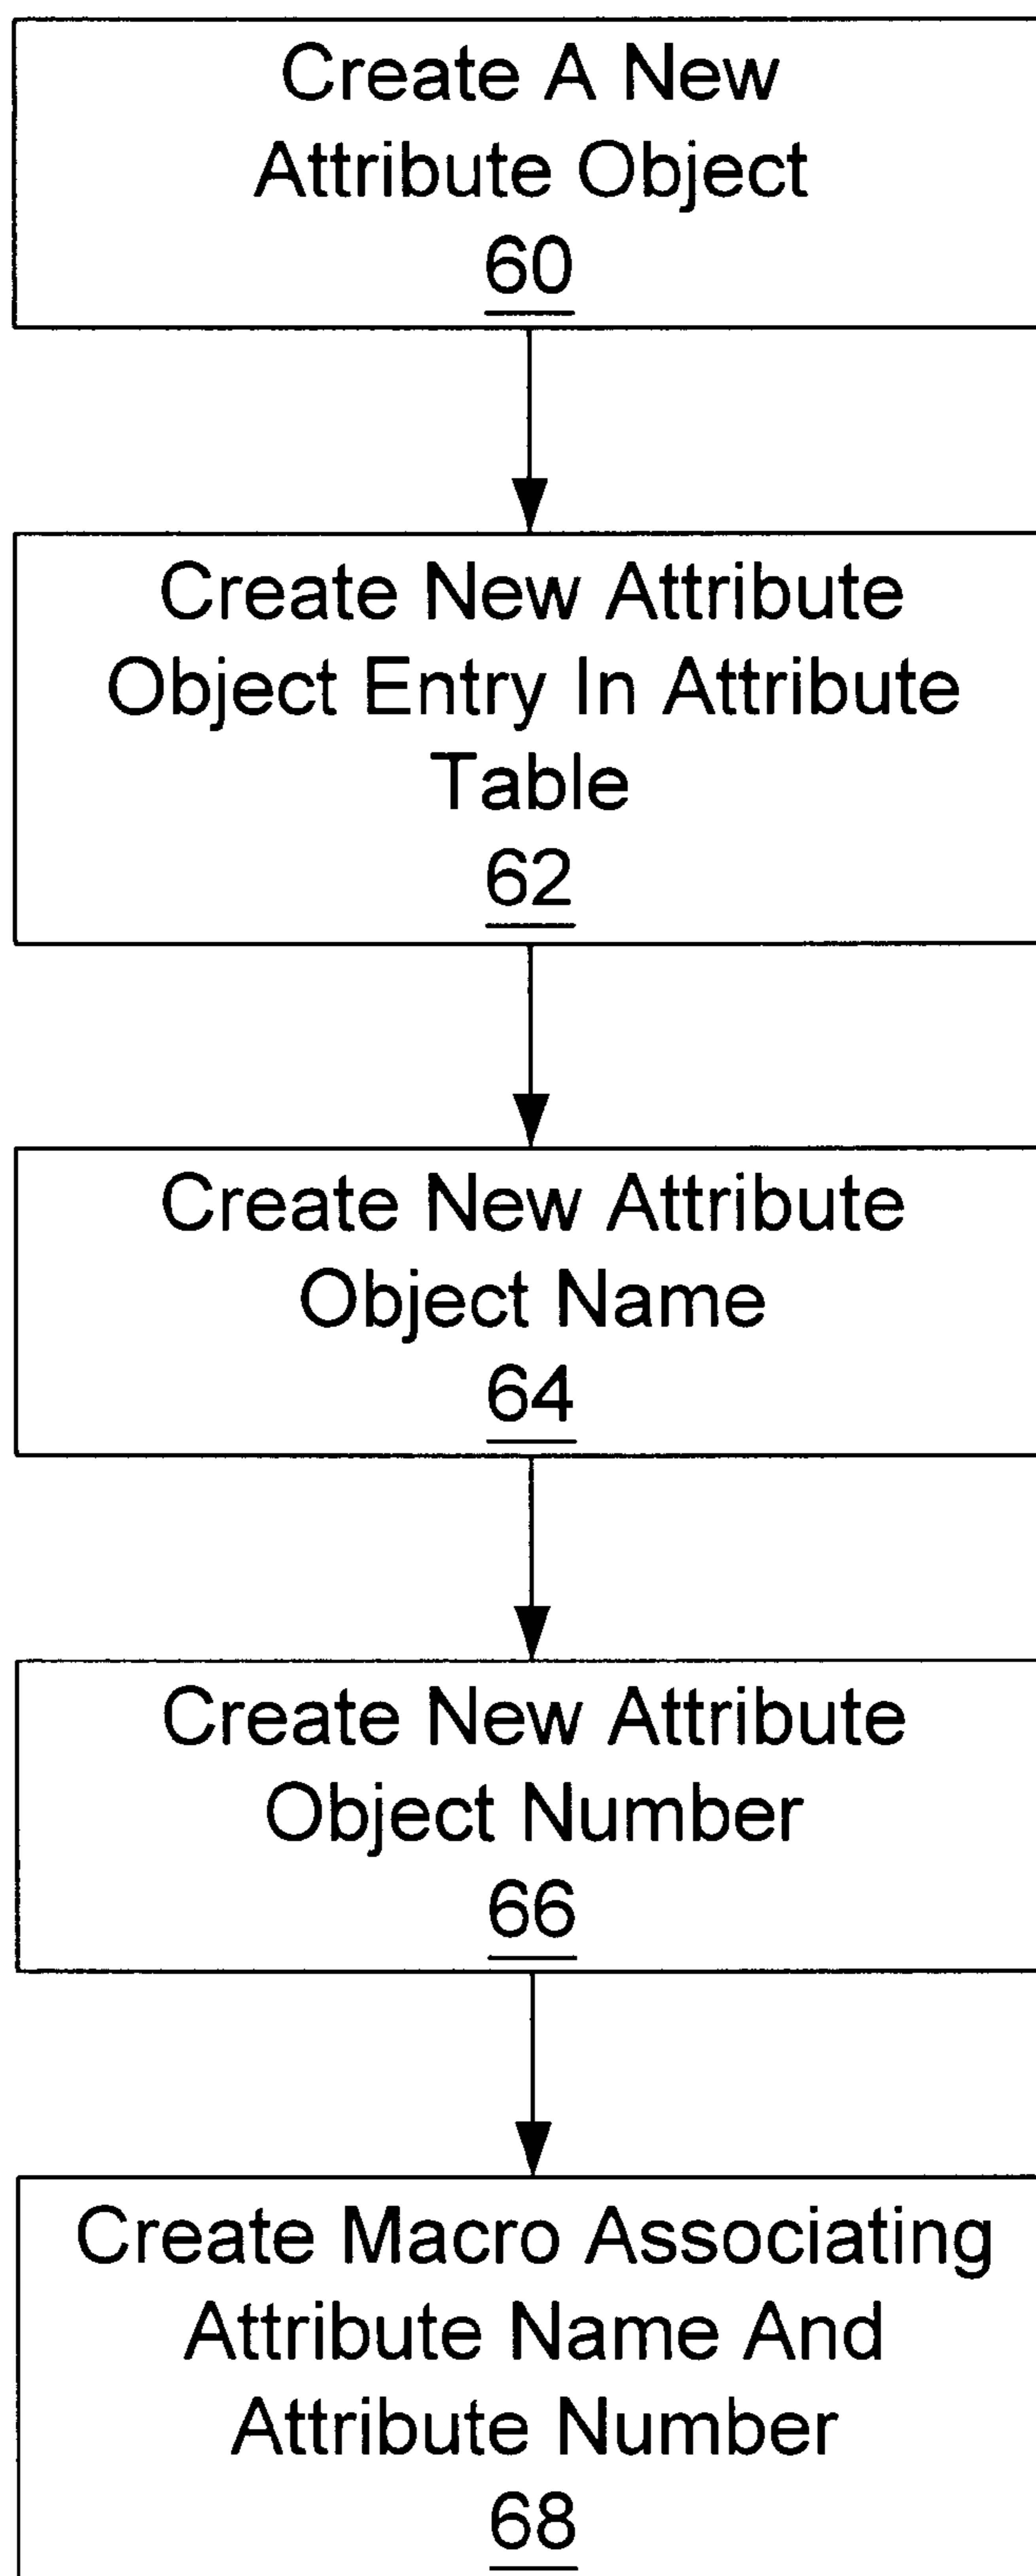 Create A New
Attribute Object
60
Create New Attribute
Object Entry In Attribute
Table
62
Create New Attribute
Object Name
64
Create New Attribute
Object Number
66
Create Macro Associating
Attribute Name And
Attribute Number
68